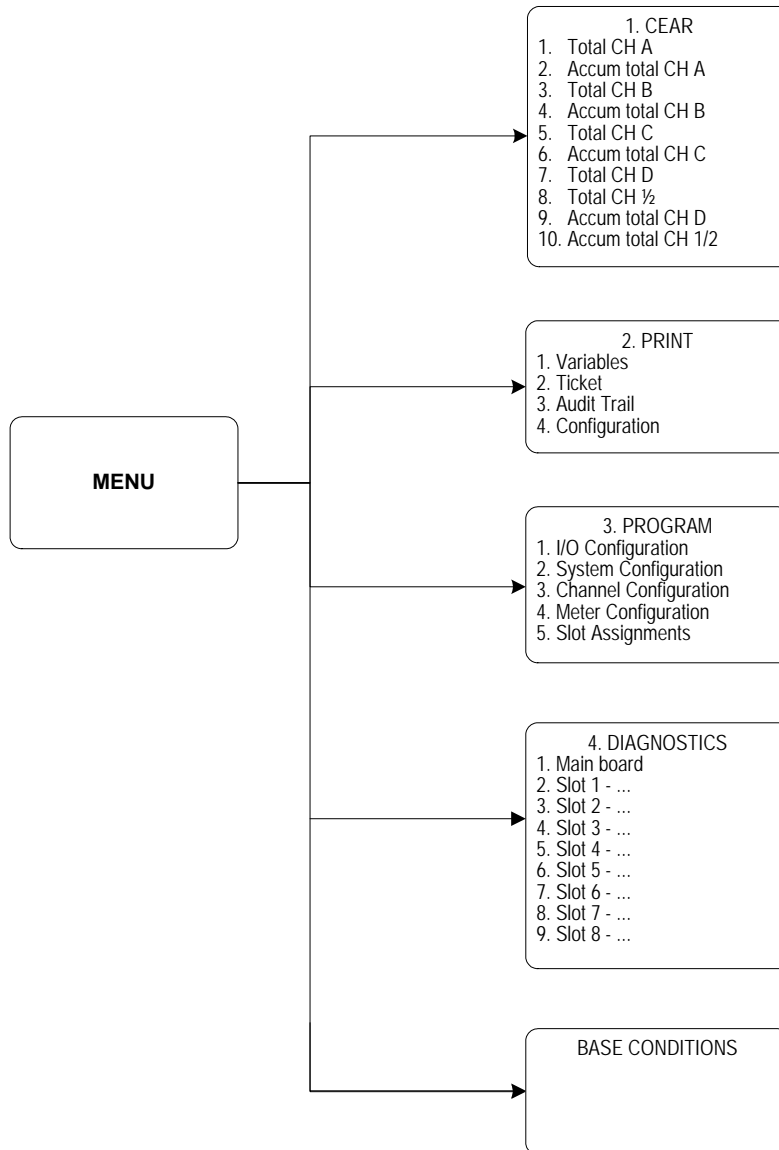 1. CEAR
1. Total CH A
2. Accum total CH A
3. Total CH B
4. Accum total CH B
5. Total CH C
6. Accum total CH C
7. Total CH D
8. Total CH ½
9. Accum total CH D
10. Accum total CH 1/2
2. PRINT
1. Variables
2. Ticket
3. Audit Trail
4. Configuration
MENU
3. PROGRAM
1. I/O Configuration
2. System Configuration
3. Channel Configuration
4. Meter Configuration
5. Slot Assignments
4. DIAGNOSTICS
1. Main board
2. Slot 1 - ...
3. Slot 2 - ...
4. Slot 3 - ...
5. Slot 4 - ...
6. Slot 5 - ...
7. Slot 6 - ...
8. Slot 7 - ...
9. Slot 8 - ...
BASE CONDITIONS